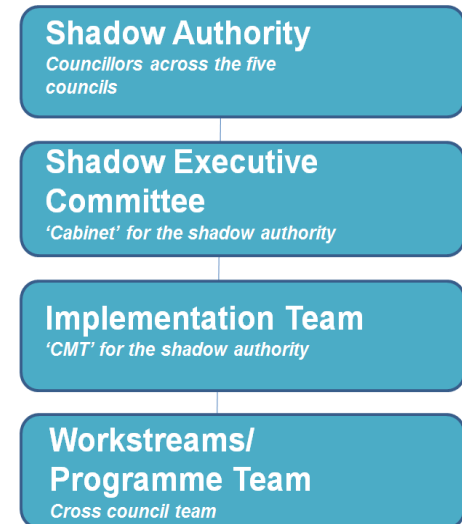 Shadow Authority
Councillors across the five
councils
Shadow Executive
Committee
‘Cabinet’ for the shadow authority
Implementation Team
‘CMT’ for the shadow authority
Workstreams/
Programme Team
Cross council team